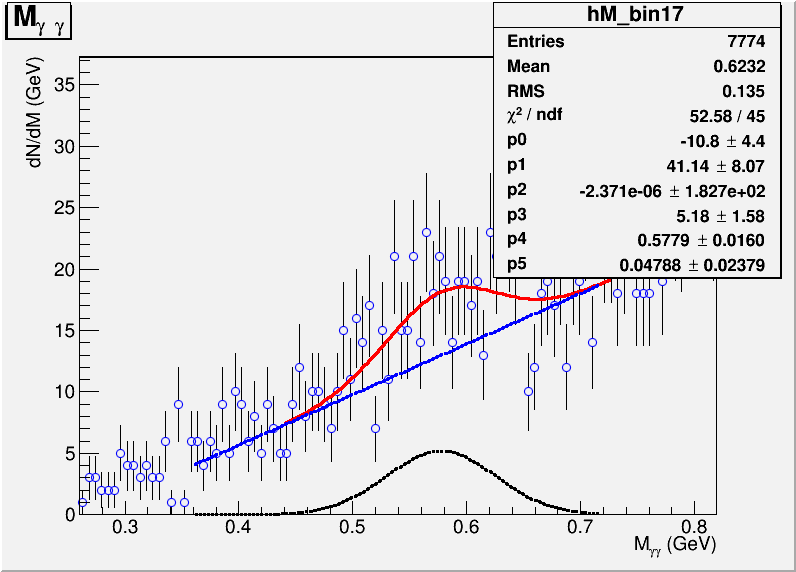 Mγ γ
hM_bin17
Entries 7774
Mean 0.6232
RMS 0.135
χ² / ndf 52.58 / 45
p0 -10.8 ± 4.4
p1 41.14 ± 8.07
p2 -2.371e-06 ± 1.827e+02
p3 5.18 ± 1.58
p4 0.5779 ± 0.0160
p5 0.04788 ± 0.02379
dN/dM (GeV)
35
30
25
20
15
10
5
0
0.3 0.4 0.5 0.6 0.7 0.8
Mγγ (GeV)